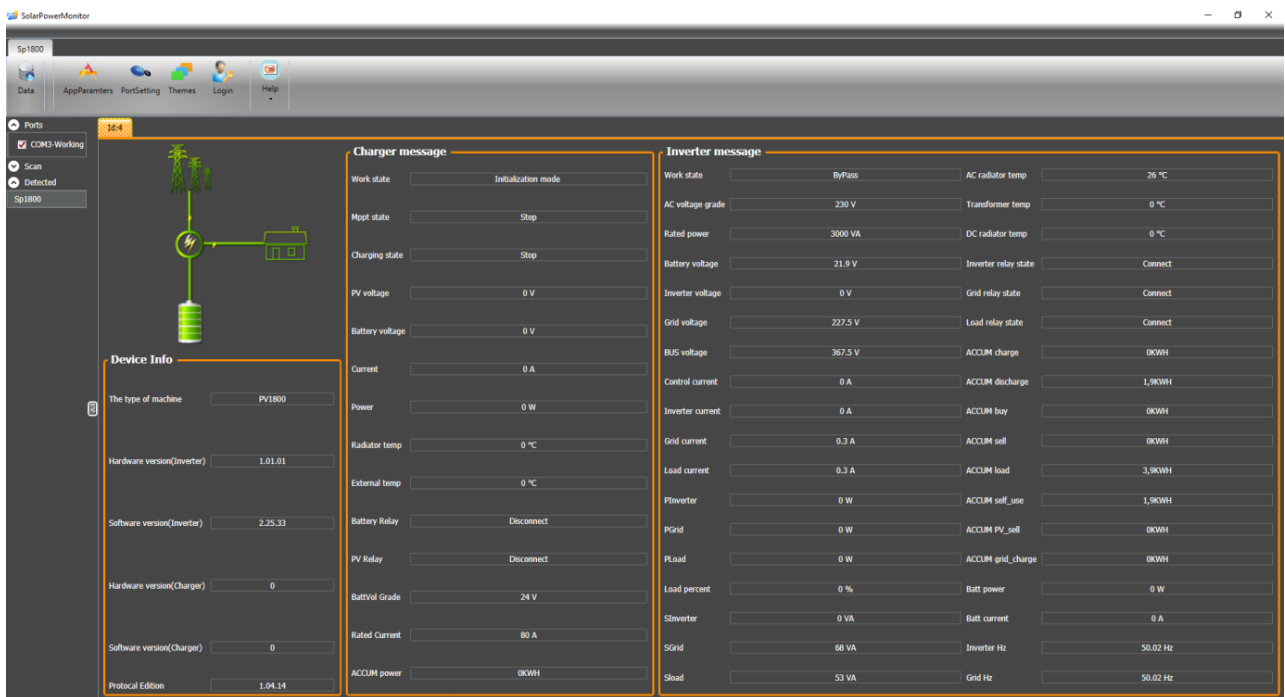 SolarPowerMonitor
Sp1800
Data
AppParamters
PortSetting
Themes
Login
Help
Ports
COM3-Working
Scan
Detected
Sp1800
Id:4
Device Info
The type of machine PV1800
Hardware version(Inverter) 1.01.01
Software version(Inverter) 2.25.33
Hardware version(Charger) 0
Software version(Charger) 0
Protocal Edition 1.04.14
Charger message
Work state Initialization mode
Mppt state Stop
Charging state Stop
PV voltage 0 V
Battery voltage 0 V
Current 0 A
Power 0 W
Radiator temp 0 ℃
External temp 0 ℃
Battery Relay Disconnect
PV Relay Disconnect
BattVol Grade 24 V
Rated Current 80 A
ACCUM power 0KWH
Inverter message
Work state ByPass AC radiator temp 26 ℃
AC voltage grade 230 V Transformer temp 0 ℃
Rated power 3000 VA DC radiator temp 0 ℃
Battery voltage 21.9 V Inverter relay state Connect
Inverter voltage 0 V Grid relay state Connect
Grid voltage 227.5 V Load relay state Connect
BUS voltage 367.5 V ACCUM charge 0KWH
Control current 0 A ACCUM discharge 1,9KWH
Inverter current 0 A ACCUM buy 0KWH
Grid current 0.3 A ACCUM sell 0KWH
Load current 0.3 A ACCUM load 3,9KWH
PInverter 0 W ACCUM self_use 1,9KWH
PGrid 0 W ACCUM PV_sell 0KWH
PLoad 0 W ACCUM grid_charge 0KWH
Load percent 0 % Batt power 0 W
SInverter 0 VA Batt current 0 A
SGrid 68 VA Inverter Hz 50.02 Hz
Sload 53 VA Grid Hz 50.02 Hz